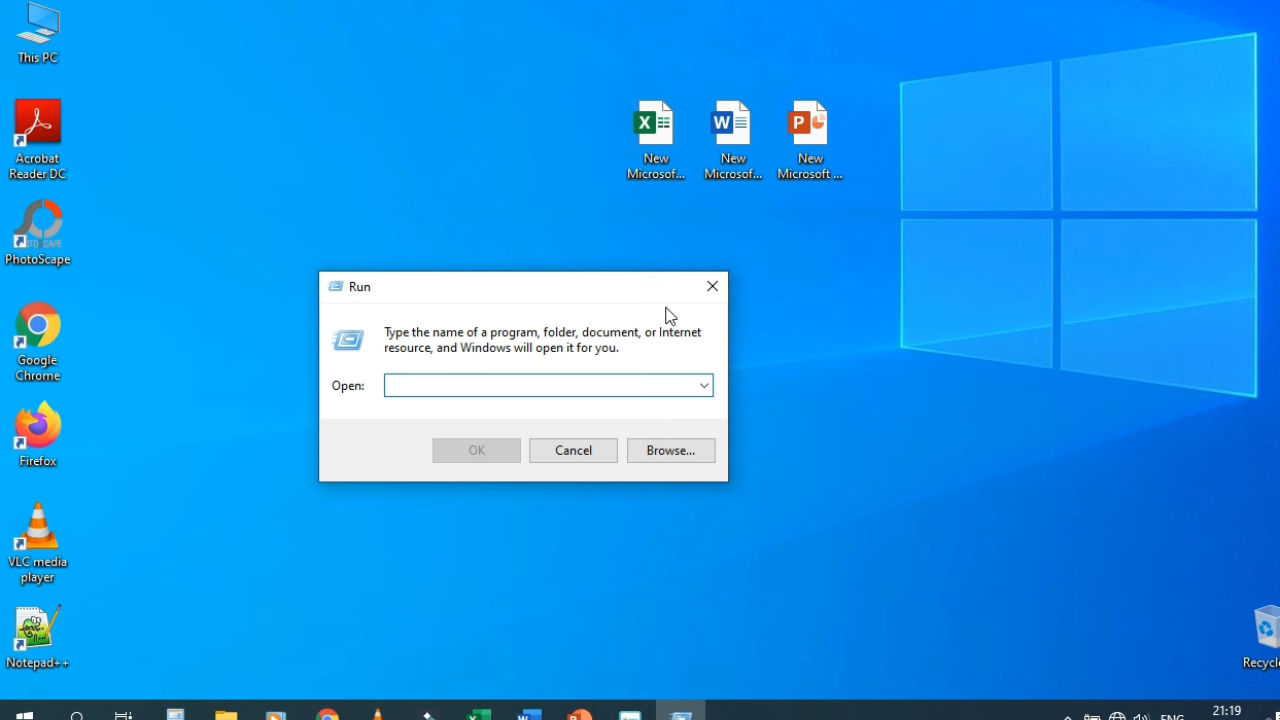 This PC
Acrobat
Reader DC
PhotoScape
Google
Chrome
Firefox
VLC media
player
Notepad++
New
Microsof...
New
Microsof...
New
Microsoft ...
Run
Type the name of a program, folder, document, or Internet
resource, and Windows will open it for you.
Open:
OK
Cancel
Browse...
Recycl
ENG
21:19